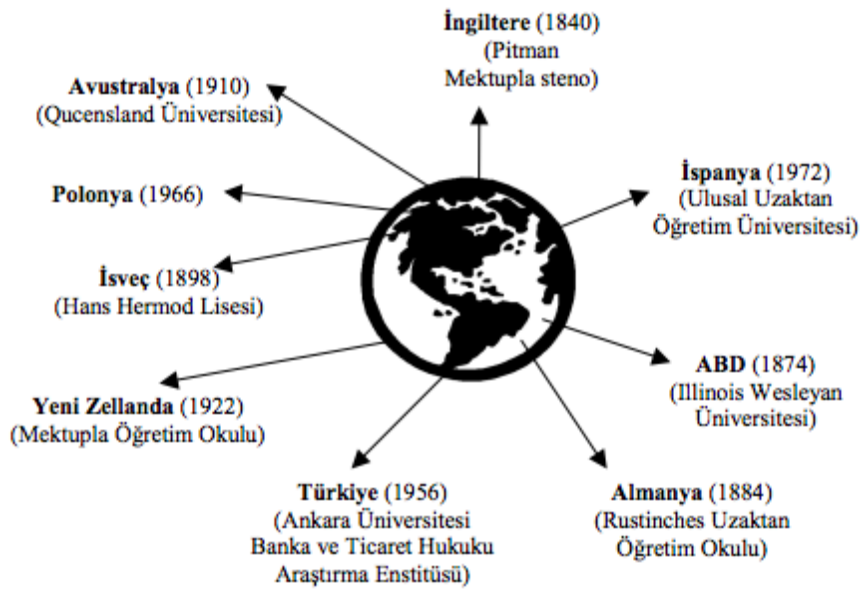 İngiltere (1840)
(Pitman
Mektupla steno)
Avustralya (1910)
(Qucensland Üniversitesi)
İspanya (1972)
(Ulusal Uzaktan
Öğretim Üniversitesi)
Polonya (1966)
İsveç (1898)
(Hans Hermod Lisesi)
ABD (1874)
(Illinois Wesleyan
Üniversitesi)
Yeni Zellanda (1922)
(Mektupla Öğretim Okulu)
Türkiye (1956)
(Ankara Üniversitesi
Banka ve Ticaret Hukuku
Araştırma Enstitüsü)
Almanya (1884)
(Rustinches Uzaktan
Öğretim Okulu)